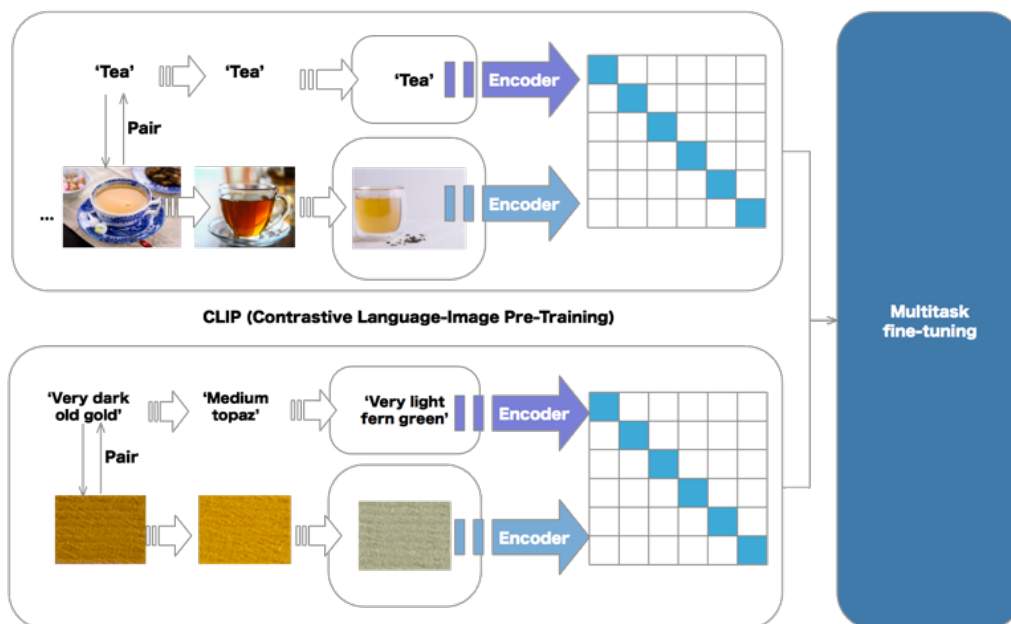 ‘Tea’
‘Tea’
‘Tea’
Encoder
Pair
...
Encoder
CLIP (Contrastive Language-Image Pre-Training)
‘Very dark
old gold’
‘Medium
topaz’
‘Very light
fern green’
Encoder
Pair
Encoder
Multitask
fine-tuning